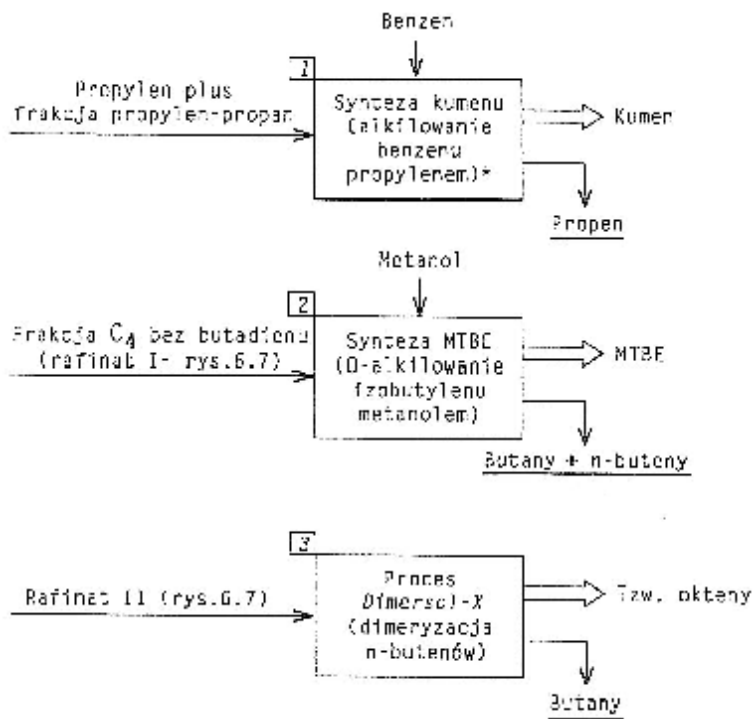 Benzen
1
Propylen plus
frakcja propylen-propan
Synteza kumenu
(alkilowanie
benzenu
propylenem)*
Kumen
Propen
Metanol
2
Frakcja C4 bez butadienu
(rafinat I- rys.6.7)
Synteza MTBE
(O-alkilowanie
izobutylenu
metanolem)
MTBE
Butany + n-buteny
3
Rafinat II (rys.6.7)
Proces
Dimersol-X
(dimeryzacja
n-butenów)
Tzw. okteny
Butany